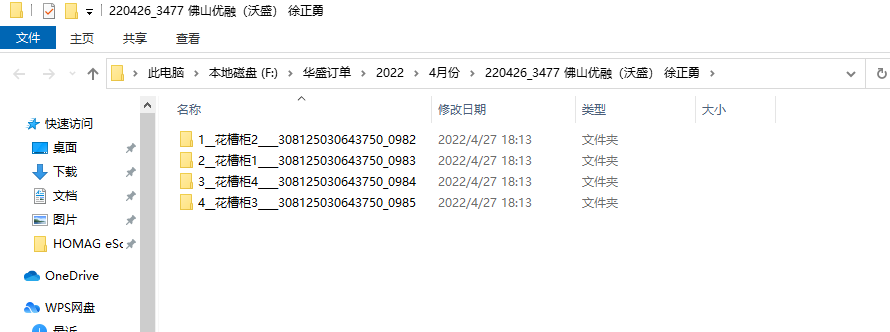 220426_3477 佛山优融（沃盛） 徐正勇
文件 主页 共享 查看
此电脑 本地磁盘 (F:) 华盛订单 2022 4月份 220426_3477 佛山优融（沃盛） 徐正勇
名称 修改日期 类型 大小
快速访问
桌面
下载
文档
图片
HOMAG eSc
OneDrive
WPS网盘
最近
1__花槽柜2____308125030643750_0982 2022/4/27 18:13 文件夹
2__花槽柜1____308125030643750_0983 2022/4/27 18:13 文件夹
3__花槽柜4____308125030643750_0984 2022/4/27 18:13 文件夹
4__花槽柜3____308125030643750_0985 2022/4/27 18:13 文件夹